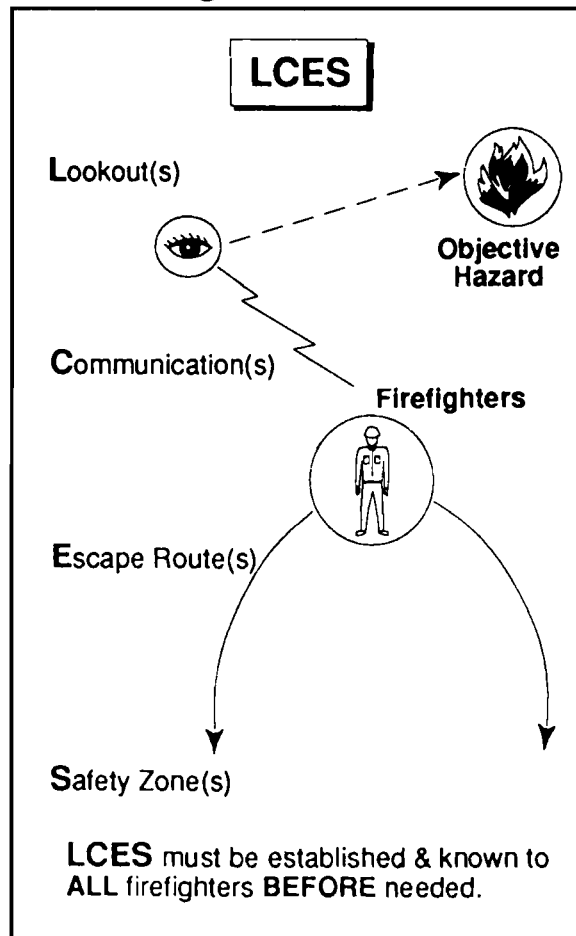 LCES
Lookout(s)
Objective
Hazard
Communication(s)
Firefighters
Escape Route(s)
Safety Zone(s)
LCES must be established & known to
ALL firefighters BEFORE needed.